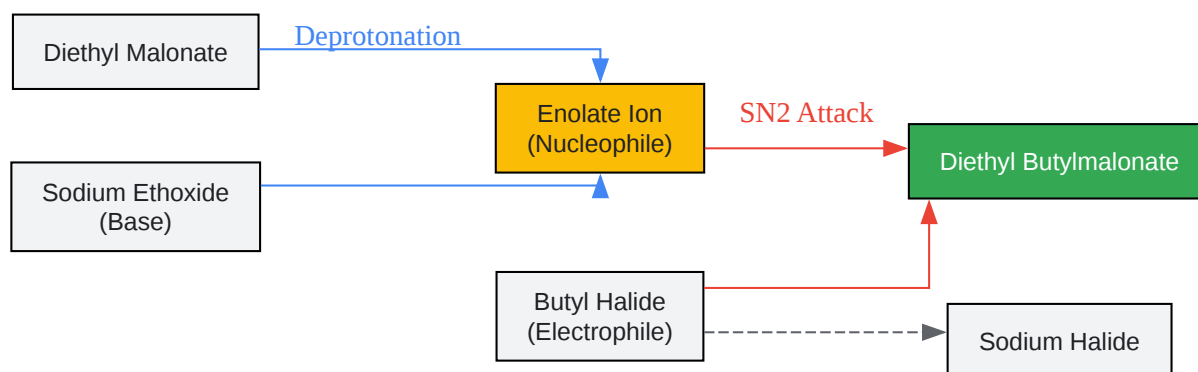 Diethyl Malonate
Deprotonation
Enolate Ion
(Nucleophile)
SN2 Attack
Diethyl Butylmalonate
Sodium Ethoxide
(Base)
Butyl Halide
(Electrophile)
Sodium Halide